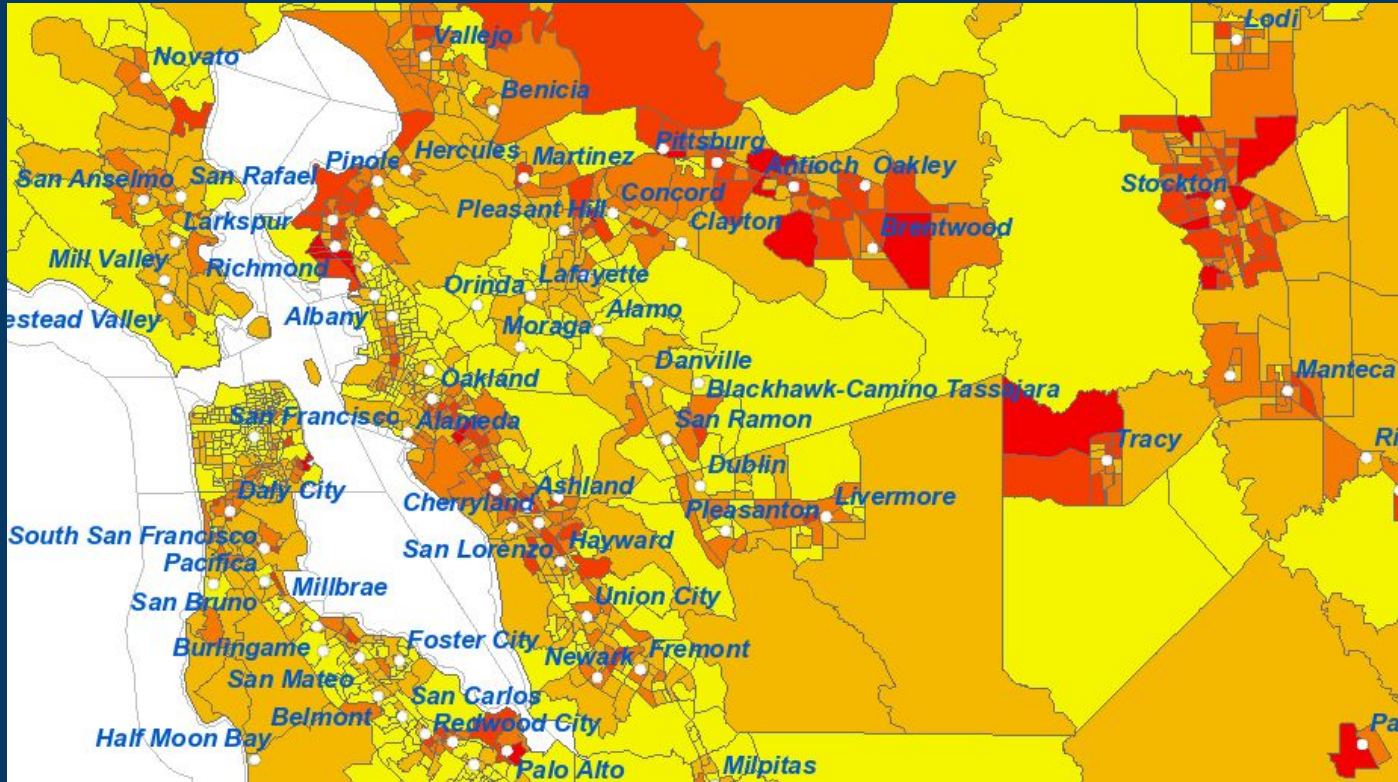 Lodi
Vallejo
Novato
Benicia
Pittsburg
Hercules
Martinez
Pinole
Antioch Oakley
San Anselmo
San Rafael
Concord
Stockton
Pleasant Hill
Larkspur
Clayton
Brentwood
Mill Valley
Richmond
Lafayette
Orinda
Alamo
estead Valley
Albany
Moraga
Danville
Manteca
Oakland
Blackhawk-Camino Tassajara
San Francisco
Alameda
San Ramon
Ri
Tracy
Dublin
Daly City
Ashland
Cherryland
Livermore
Pleasanton
South San Francisco
San Lorenzo
Hayward
Pacifica
Millbrae
San Bruno
Union City
Burlingame
Foster City
Newark
Fremont
San Mateo
San Carlos
Belmont
Redwood City
Half Moon Bay
Pa
Palo Alto
Milpitas